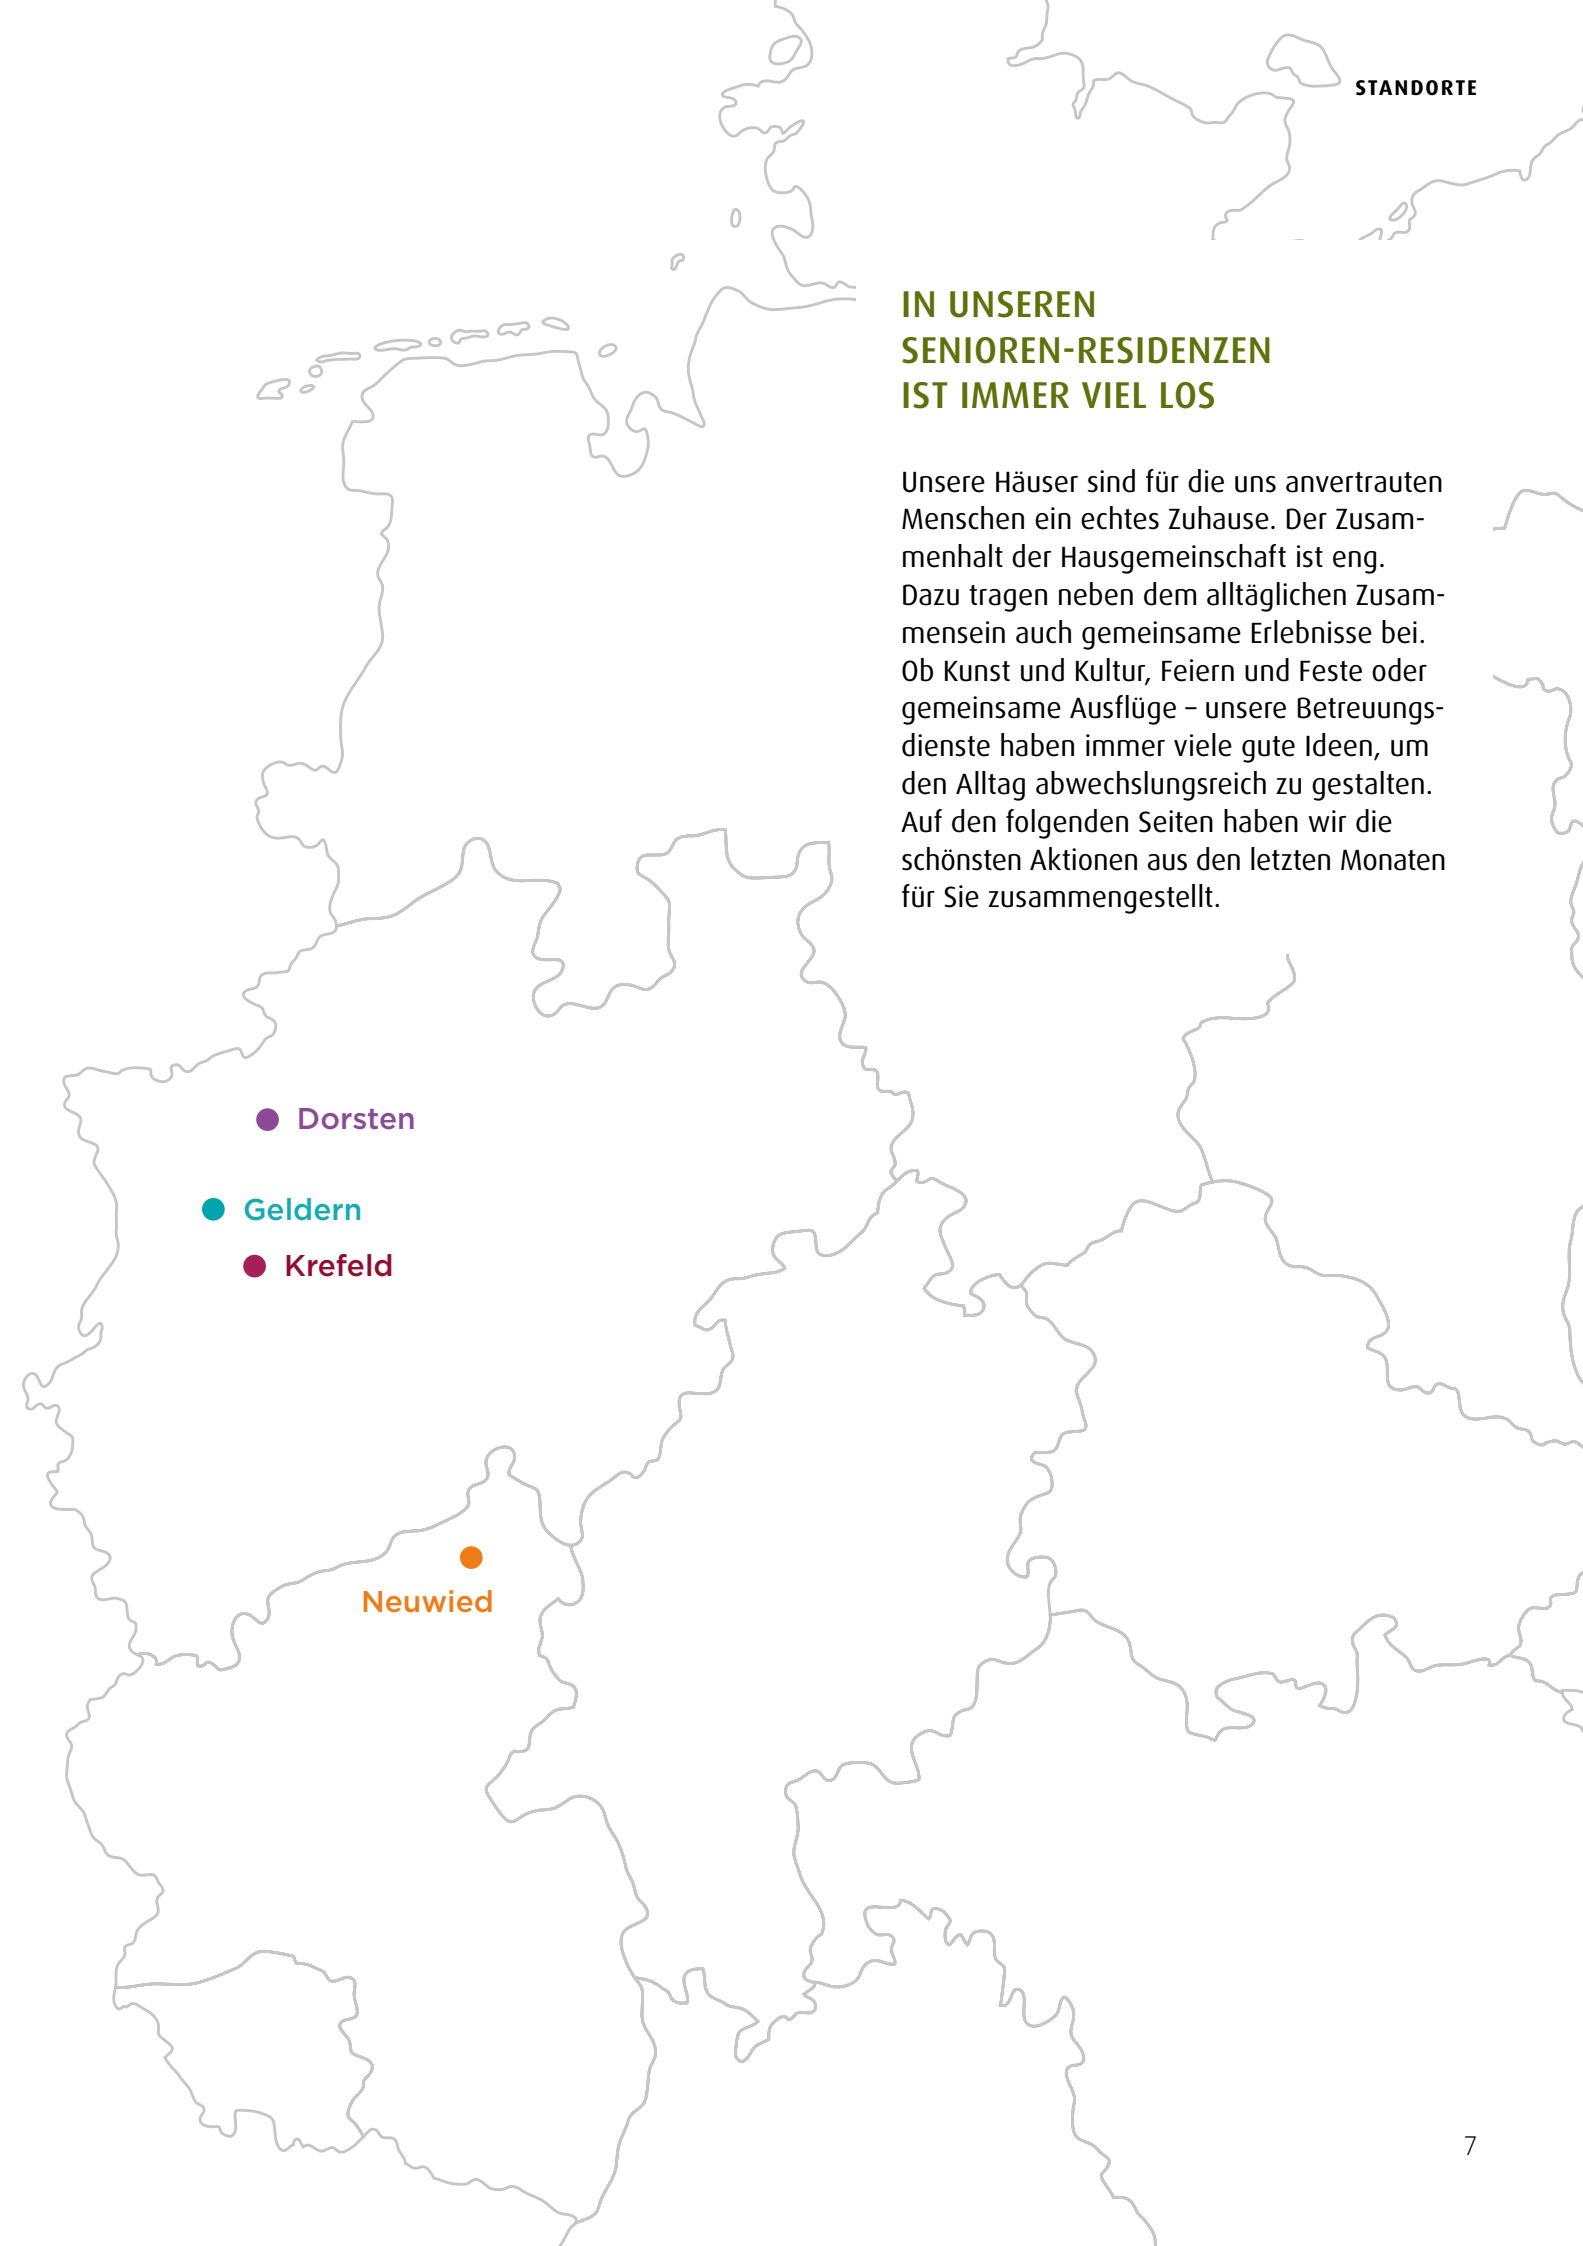 STANDORTE
IN UNSEREN
SENIOREN-RESIDENZEN
IST IMMER VIEL LOS
Unsere Häuser sind für die uns anvertrauten
Menschen ein echtes Zuhause. Der Zusam-
menhalt der Hausgemeinschaft ist eng.
Dazu tragen neben dem alltäglichen Zusam-
mensein auch gemeinsame Erlebnisse bei.
Ob Kunst und Kultur, Feiern und Feste oder
gemeinsame Ausflüge – unsere Betreuungs-
dienste haben immer viele gute Ideen, um
den Alltag abwechslungsreich zu gestalten.
Auf den folgenden Seiten haben wir die
schönsten Aktionen aus den letzten Monaten
für Sie zusammengestellt.
Dorsten
Geldern
Krefeld
Neuwied
7